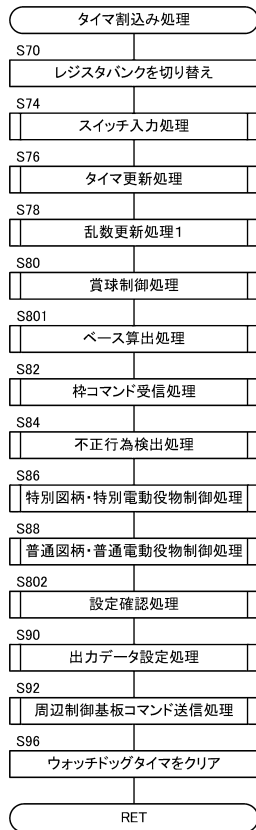 タイマ割込み処理
S70
レジスタバンクを切り替え
S74
スイッチ入力処理
S76
タイマ更新処理
S78
乱数更新処理1
S80
賞球制御処理
S801
ベース算出処理
S82
枠コマンド受信処理
S84
不正行為検出処理
S86
特別図柄・特別電動役物制御処理
S88
普通図柄・普通電動役物制御処理
S802
設定確認処理
S90
出力データ設定処理
S92
周辺制御基板コマンド送信処理
S96
ウォッチドッグタイマをクリア
RET